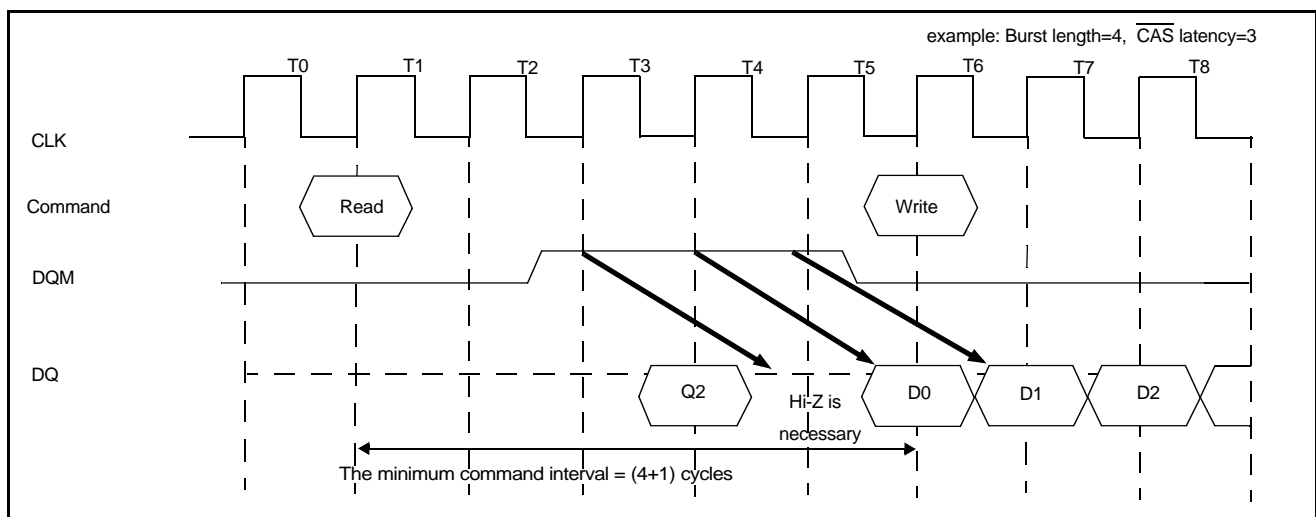 example: Burst length=4, CAS latency=3
T0 T1 T2 T3 T4 T5 T6 T7 T8
CLK
Command Read Write
DQM
DQ Q2 D0 D1 D2
Hi-Z is
necessary
The minimum command interval = (4+1) cycles